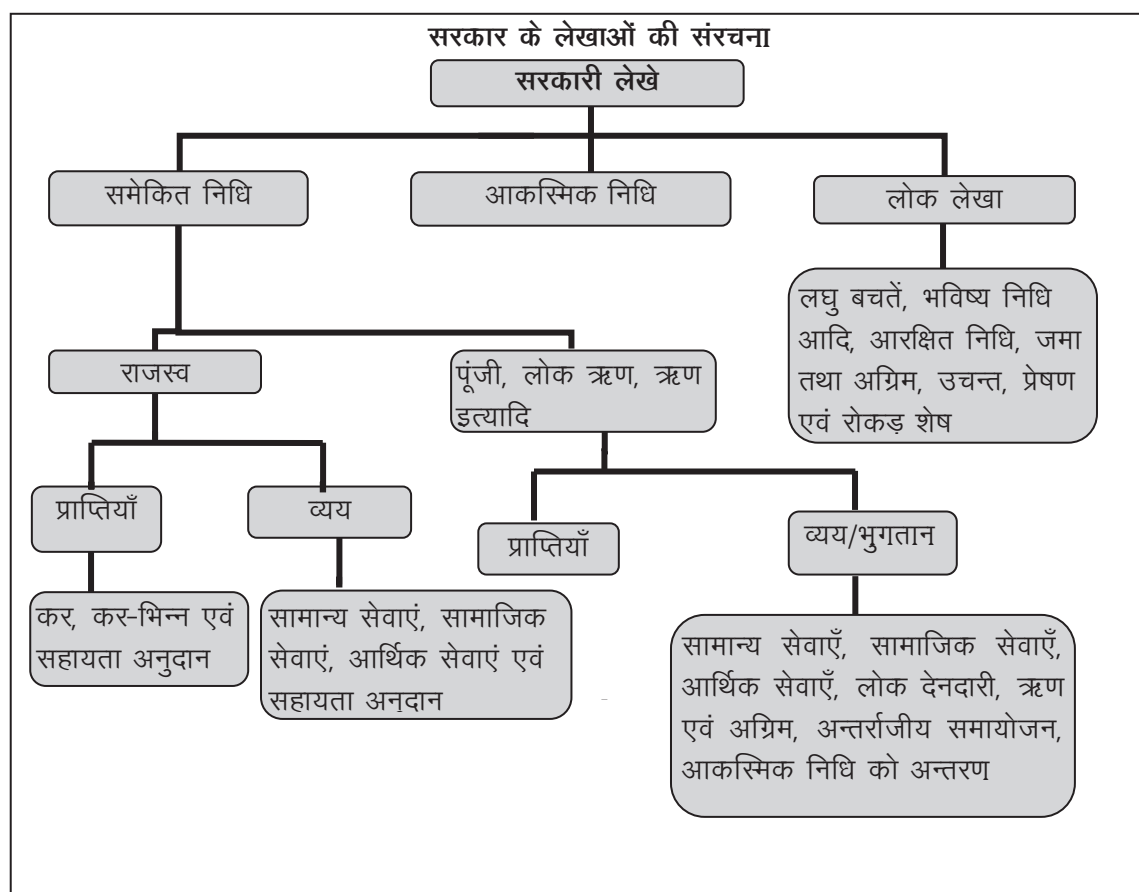 सरकार के लेखाओं की संरचना
सरकारी लेखे
समेकित निधि
आकस्मिक निधि
लोक लेखा
लघु बचतें, भविष्य निधि
आदि, आरक्षित निधि, जमा
तथा अग्रिम, उचन्त, प्रेषण
एवं रोकड़ शेष
राजस्व
पूंजी, लोक ऋण, ऋण
इत्यादि
प्राप्तियाँ
व्यय
प्राप्तियाँ
व्यय/भुगतान
कर, कर-भिन्न एवं
सहायता अनुदान
सामान्य सेवाएं, सामाजिक
सेवाएं, आर्थिक सेवाएं एवं
सहायता अनुदान
सामान्य सेवाएँ, सामाजिक सेवाएँ,
आर्थिक सेवाएँ, लोक देनदारी, ऋण
एवं अग्रिम, अन्तर्राजीय समायोजन,
आकस्मिक निधि को अन्तरण